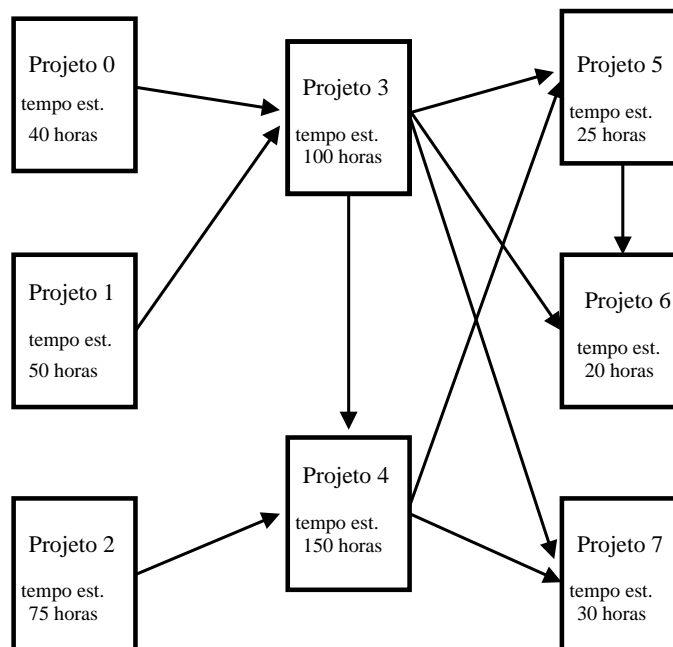 Projeto 0
tempo est.
40 horas
Projeto 1
tempo est.
50 horas
Projeto 2
tempo est.
75 horas
Projeto 3
tempo est.
100 horas
Projeto 4
tempo est.
150 horas
Projeto 5
tempo est.
25 horas
Projeto 6
tempo est.
20 horas
Projeto 7
tempo est.
30 horas